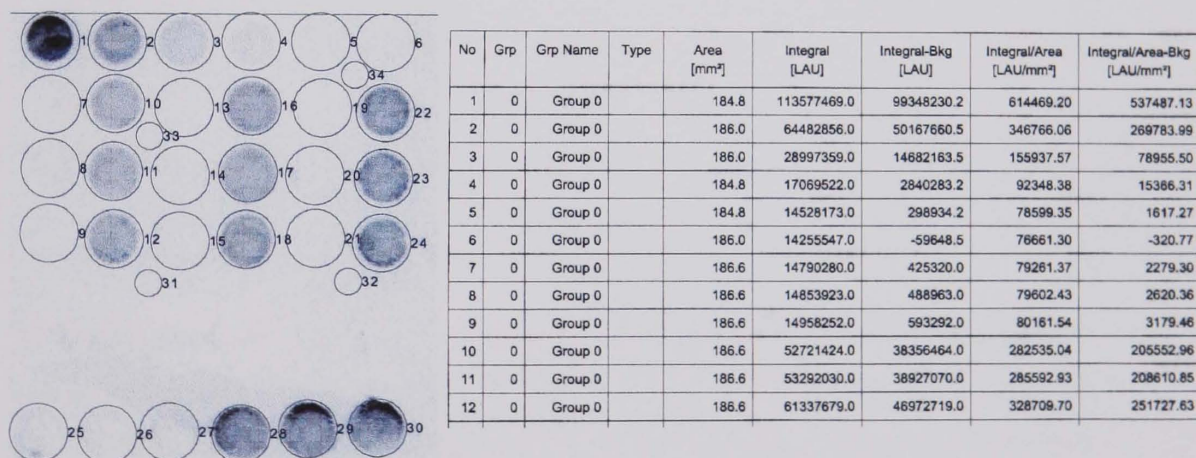 1 2 3 4 5 6
34
7 10 13 16 19 22
33
8 11 14 17 20 23
9 12 15 18 21 24
31 32
25 26 27 28 29 30
No Grp Grp Name Type Area [mm²] Integral [LAU] Integral-Bkg [LAU] Integral/Area [LAU/mm²] Integral/Area-Bkg [LAU/mm²]
1 0 Group 0 184.8 113577469.0 99348230.2 614469.20 537487.13
2 0 Group 0 186.0 64482856.0 50167660.5 346766.06 269783.99
3 0 Group 0 186.0 28997359.0 14682163.5 155937.57 78955.50
4 0 Group 0 184.8 17069522.0 2840283.2 92348.38 15366.31
5 0 Group 0 184.8 14528173.0 298934.2 78599.35 1617.27
6 0 Group 0 186.0 14255547.0 -59648.5 76661.30 -320.77
7 0 Group 0 186.6 14790280.0 425320.0 79261.37 2279.30
8 0 Group 0 186.6 14853923.0 488963.0 79602.43 2620.36
9 0 Group 0 186.6 14958252.0 593292.0 80161.54 3179.46
10 0 Group 0 186.6 52721424.0 38356464.0 282535.04 205552.96
11 0 Group 0 186.6 53292030.0 38927070.0 285592.93 208610.85
12 0 Group 0 186.6 61337679.0 46972719.0 328709.70 251727.63